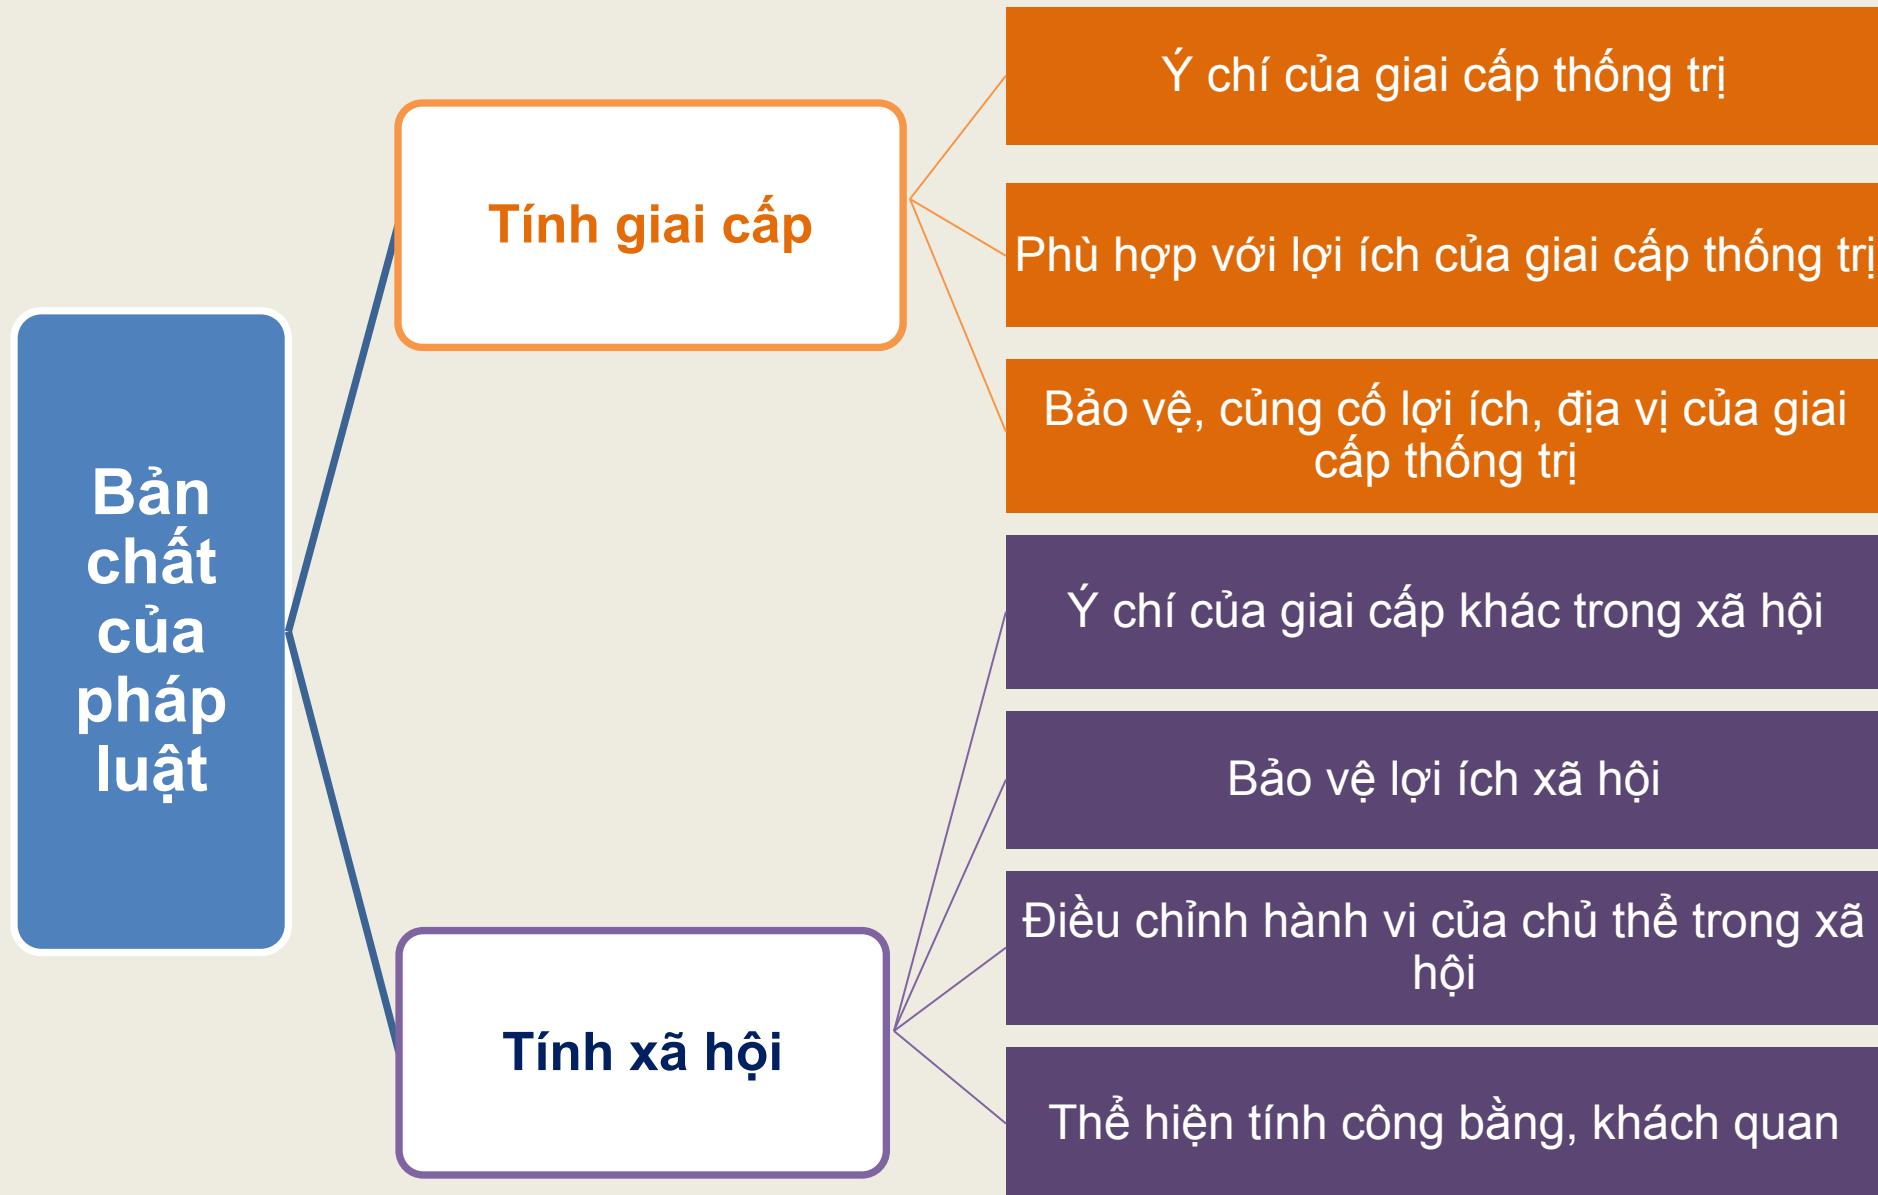 Bản
chất
của
pháp
luật
Tính giai cấp
Ý chí của giai cấp thống trị
Phù hợp với lợi ích của giai cấp thống trị
Bảo vệ, củng cố lợi ích, địa vị của giai
cấp thống trị
Tính xã hội
Ý chí của giai cấp khác trong xã hội
Bảo vệ lợi ích xã hội
Điều chỉnh hành vi của chủ thể trong xã
hội
Thể hiện tính công bằng, khách quan